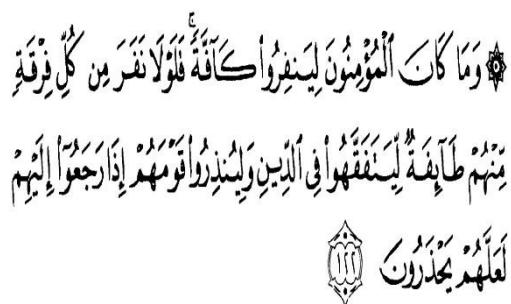 ۞ وَمَا كَانَ ٱلْمُؤْمِنُونَ لِيَنفِرُوا۟ كَآفَّةً ۚ فَلَوْلَا نَفَرَ مِن كُلِّ فِرْقَةٍ
مِّنْهُمْ طَآئِفَةٌ لِّيَتَفَقَّهُوا۟ فِى ٱلدِّينِ وَلِيُنذِرُوا۟ قَوْمَهُمْ إِذَا رَجَعُوٓا۟ إِلَيْهِمْ
لَعَلَّهُمْ يَحْذَرُونَ ﴿١٢٢﴾